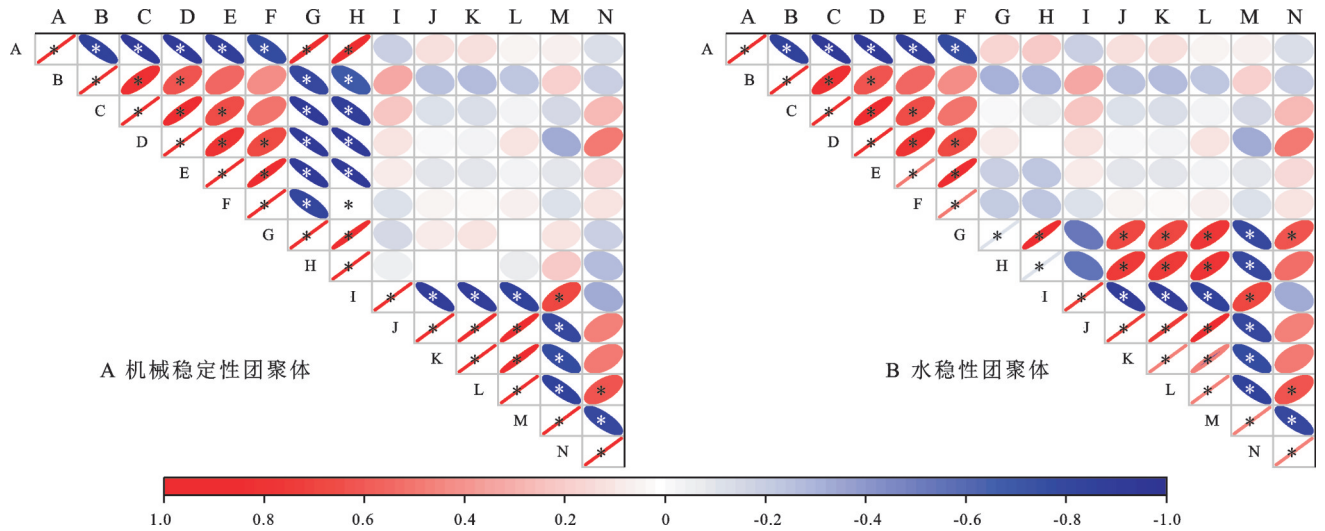 A B C D E F G H I J K L M N
A
B
C
D
E
F
G
H
I
J
K
L
M
N
A 机械稳定性团聚体
A B C D E F G H I J K L M N
A
B
C
D
E
F
G
H
I
J
K
L
M
N
B 水稳性团聚体
1.0 0.8 0.6 0.4 0.2 0 -0.2 -0.4 -0.6 -0.8 -1.0